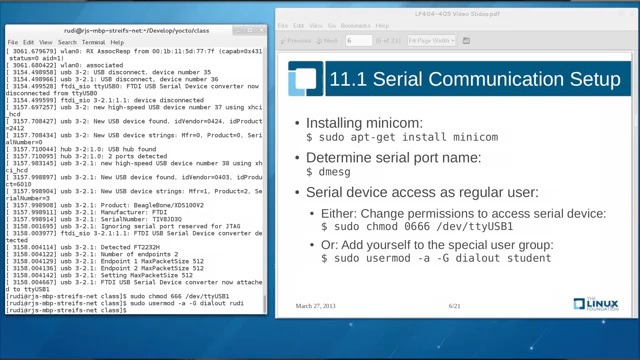 rudi@rjs-mbp-streifs-net:~/Develop/yocto/class
File Edit View Search Terminal Help
[ 3061.679679] wlan0: RX AssocResp from 00:1b:11:5d:77:7f (capab=0x431
status=0 aid=1)
[ 3061.680422] wlan0: associated
[ 3154.498958] usb 3-2: USB disconnect, device number 35
[ 3154.498966] usb 3-2.1: USB disconnect, device number 36
[ 3154.499528] ftdi_sio ttyUSB0: FTDI USB Serial Device converter now
disconnected from ttyUSB0
[ 3154.499599] ftdi_sio 3-2.1:1.1: device disconnected
[ 3157.697257] usb 3-2: new high-speed USB device number 37 using xhci
_hcd
[ 3157.708434] usb 3-2: New USB device found, idVendor=0424, idProduct
=2412
[ 3157.708437] usb 3-2: New USB device strings: Mfr=0, Product=0, Seri
alNumber=0
[ 3157.710044] hub 3-2:1.0: USB hub found
[ 3157.710095] hub 3-2:1.0: 2 ports detected
[ 3157.983145] usb 3-2.1: new high-speed USB device number 38 using xh
ci_hcd
[ 3157.998901] usb 3-2.1: New USB device found, idVendor=0403, idProdu
ct=6010
[ 3157.998904] usb 3-2.1: New USB device strings: Mfr=1, Product=2, Se
rialNumber=3
[ 3157.998908] usb 3-2.1: Product: BeagleBone/XDS100V2
[ 3157.998911] usb 3-2.1: Manufacturer: FTDI
[ 3157.998914] usb 3-2.1: SerialNumber: TIV8JD3Q
[ 3158.001695] usb 3-2.1: Ignoring serial port reserved for JTAG
[ 3158.003977] ftdi_sio 3-2.1:1.1: FTDI USB Serial Device converter de
tected
[ 3158.004114] usb 3-2.1: Detected FT2232H
[ 3158.004128] usb 3-2.1: Number of endpoints 2
[ 3158.004129] usb 3-2.1: Endpoint 1 MaxPacketSize 512
[ 3158.004136] usb 3-2.1: Endpoint 2 MaxPacketSize 512
[ 3158.004142] usb 3-2.1: Setting MaxPacketSize 512
[ 3158.004671] usb 3-2.1: FTDI USB Serial Device converter now attache
d to ttyUSB1
[rudi@rjs-mbp-streifs-net class]$ sudo chmod 666 /dev/ttyUSB1
[rudi@rjs-mbp-streifs-net class]$ sudo usermod -a -G dialout rudi
[rudi@rjs-mbp-streifs-net class]$
LF404-405 Video Slides.pdf
File Edit View Go Bookmarks Help
Previous Next 6 (6 of 21) Fit Page Width
11.1 Serial Communication Setup
• Installing minicom:
$ sudo apt-get install minicom
• Determine serial port name:
$ dmesg
• Serial device access as regular user:
• Either: Change permissions to access serial device:
$ sudo chmod 0666 /dev/ttyUSB1
• Or: Add yourself to the special user group:
$ sudo usermod -a -G dialout student
March 27, 2013
6/21
THE
LINUX
FOUNDATION